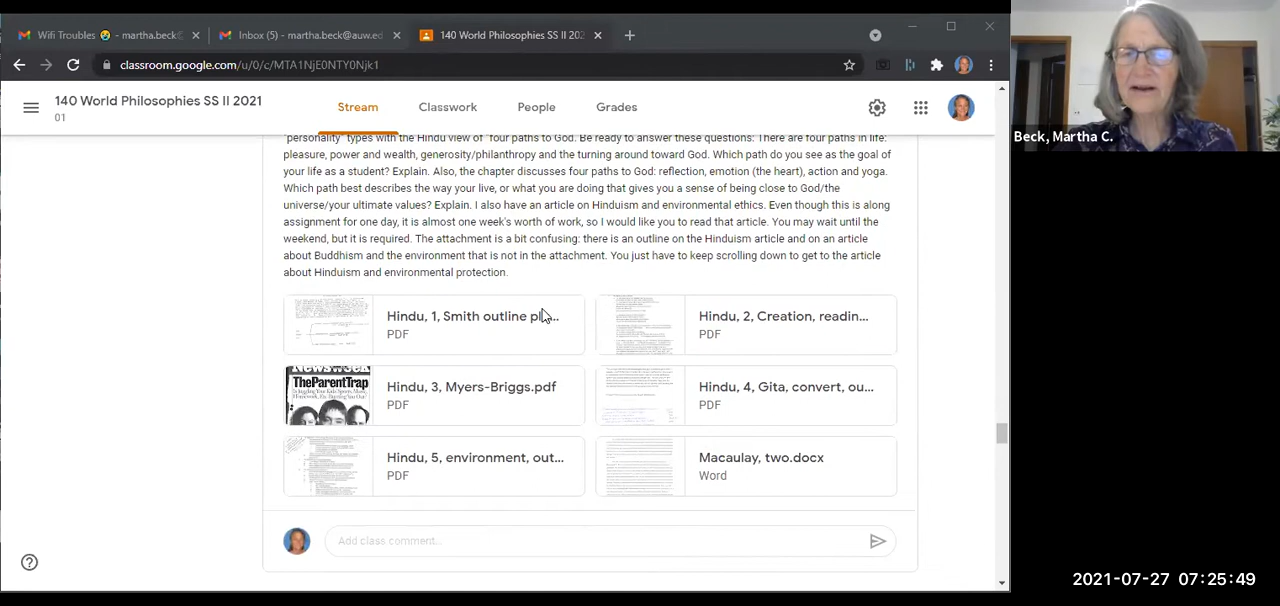 Wifi Troubles 😭 - martha.beck@
Inbox (5) - martha.beck@auw.ed
140 World Philosophies SS II 202
classroom.google.com/u/0/c/MTA1NjE0NTY0Njk1
140 World Philosophies SS II 2021
01
Stream
Classwork
People
Grades
"personality" types with the Hindu view of "four paths to God. Be ready to answer these questions: There are four paths in life:
pleasure, power and wealth, generosity/philanthropy and the turning around toward God. Which path do you see as the goal of
your life as a student? Explain. Also, the chapter discusses four paths to God: reflection, emotion (the heart), action and yoga.
Which path best describes the way your live, or what you are doing that gives you a sense of being close to God/the
universe/your ultimate values? Explain. I also have an article on Hinduism and environmental ethics. Even though this is along
assignment for one day, it is almost one week's worth of work, so I would like you to read that article. You may wait until the
weekend, but it is required. The attachment is a bit confusing: there is an outline on the Hinduism article and on an article
about Buddhism and the environment that is not in the attachment. You just have to keep scrolling down to get to the article
about Hinduism and environmental protection.
Hindu, 1, Smith outline pl...
PDF
Hindu, 2, Creation, readin...
PDF
Newsweek
TheParentTrap
Hindu, 3, Myers-Briggs.pdf
PDF
Hindu, 4, Gita, convert, ou...
PDF
Hindu, 5, environment, out...
PDF
Macaulay, two.docx
Word
Add class comment...
Beck, Martha C.
2021-07-27 07:25:49